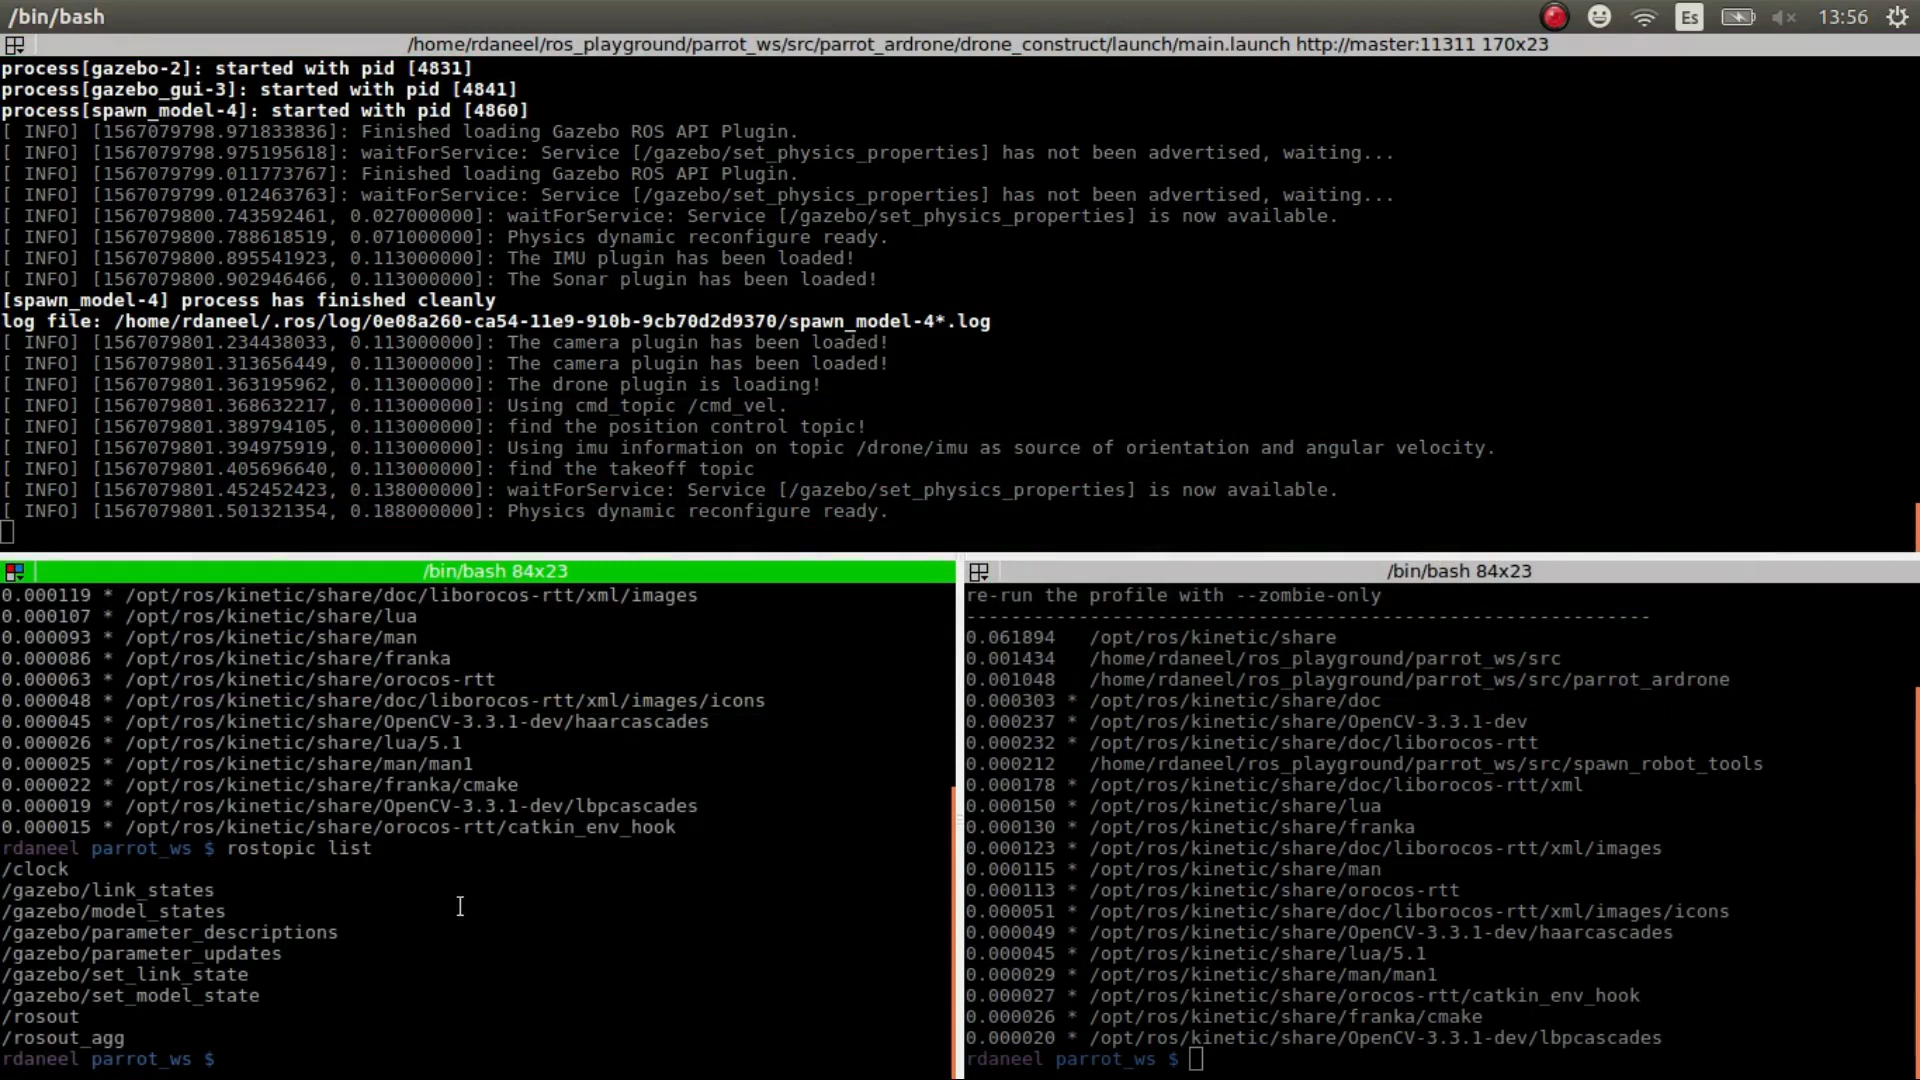 /bin/bash
Es
13:56
/home/rdaneel/ros_playground/parrot_ws/src/parrot_ardrone/drone_construct/launch/main.launch http://master:11311 170x23
process[gazebo-2]: started with pid [4831]
process[gazebo_gui-3]: started with pid [4841]
process[spawn_model-4]: started with pid [4860]
[ INFO] [1567079798.971833836]: Finished loading Gazebo ROS API Plugin.
[ INFO] [1567079798.975195618]: waitForService: Service [/gazebo/set_physics_properties] has not been advertised, waiting...
[ INFO] [1567079799.011773767]: Finished loading Gazebo ROS API Plugin.
[ INFO] [1567079799.012463763]: waitForService: Service [/gazebo/set_physics_properties] has not been advertised, waiting...
[ INFO] [1567079800.743592461, 0.027000000]: waitForService: Service [/gazebo/set_physics_properties] is now available.
[ INFO] [1567079800.788618519, 0.071000000]: Physics dynamic reconfigure ready.
[ INFO] [1567079800.895541923, 0.113000000]: The IMU plugin has been loaded!
[ INFO] [1567079800.902946466, 0.113000000]: The Sonar plugin has been loaded!
[spawn_model-4] process has finished cleanly
log file: /home/rdaneel/.ros/log/0e08a260-ca54-11e9-910b-9cb70d2d9370/spawn_model-4*.log
[ INFO] [1567079801.234438033, 0.113000000]: The camera plugin has been loaded!
[ INFO] [1567079801.313656449, 0.113000000]: The camera plugin has been loaded!
[ INFO] [1567079801.363195962, 0.113000000]: The drone plugin is loading!
[ INFO] [1567079801.368632217, 0.113000000]: Using cmd_topic /cmd_vel.
[ INFO] [1567079801.389794105, 0.113000000]: find the position control topic!
[ INFO] [1567079801.394975919, 0.113000000]: Using imu information on topic /drone/imu as source of orientation and angular velocity.
[ INFO] [1567079801.405696640, 0.113000000]: find the takeoff topic
[ INFO] [1567079801.452452423, 0.138000000]: waitForService: Service [/gazebo/set_physics_properties] is now available.
[ INFO] [1567079801.501321354, 0.188000000]: Physics dynamic reconfigure ready.
/bin/bash 84x23
0.000119 * /opt/ros/kinetic/share/doc/liborocos-rtt/xml/images
0.000107 * /opt/ros/kinetic/share/lua
0.000093 * /opt/ros/kinetic/share/man
0.000086 * /opt/ros/kinetic/share/franka
0.000063 * /opt/ros/kinetic/share/orocos-rtt
0.000048 * /opt/ros/kinetic/share/doc/liborocos-rtt/xml/images/icons
0.000045 * /opt/ros/kinetic/share/OpenCV-3.3.1-dev/haarcascades
0.000026 * /opt/ros/kinetic/share/lua/5.1
0.000025 * /opt/ros/kinetic/share/man/man1
0.000022 * /opt/ros/kinetic/share/franka/cmake
0.000019 * /opt/ros/kinetic/share/OpenCV-3.3.1-dev/lbpcascades
0.000015 * /opt/ros/kinetic/share/orocos-rtt/catkin_env_hook
rdaneel parrot_ws $ rostopic list
/clock
/gazebo/link_states
/gazebo/model_states
/gazebo/parameter_descriptions
/gazebo/parameter_updates
/gazebo/set_link_state
/gazebo/set_model_state
/rosout
/rosout_agg
rdaneel parrot_ws $
/bin/bash 84x23
re-run the profile with --zombie-only
-------------------------------------------------------------
0.061894   /opt/ros/kinetic/share
0.001434   /home/rdaneel/ros_playground/parrot_ws/src
0.001048   /home/rdaneel/ros_playground/parrot_ws/src/parrot_ardrone
0.000303 * /opt/ros/kinetic/share/doc
0.000237 * /opt/ros/kinetic/share/OpenCV-3.3.1-dev
0.000232 * /opt/ros/kinetic/share/doc/liborocos-rtt
0.000212   /home/rdaneel/ros_playground/parrot_ws/src/spawn_robot_tools
0.000178 * /opt/ros/kinetic/share/doc/liborocos-rtt/xml
0.000150 * /opt/ros/kinetic/share/lua
0.000130 * /opt/ros/kinetic/share/franka
0.000123 * /opt/ros/kinetic/share/doc/liborocos-rtt/xml/images
0.000115 * /opt/ros/kinetic/share/man
0.000113 * /opt/ros/kinetic/share/orocos-rtt
0.000051 * /opt/ros/kinetic/share/doc/liborocos-rtt/xml/images/icons
0.000049 * /opt/ros/kinetic/share/OpenCV-3.3.1-dev/haarcascades
0.000045 * /opt/ros/kinetic/share/lua/5.1
0.000029 * /opt/ros/kinetic/share/man/man1
0.000027 * /opt/ros/kinetic/share/orocos-rtt/catkin_env_hook
0.000026 * /opt/ros/kinetic/share/franka/cmake
0.000020 * /opt/ros/kinetic/share/OpenCV-3.3.1-dev/lbpcascades
rdaneel parrot_ws $